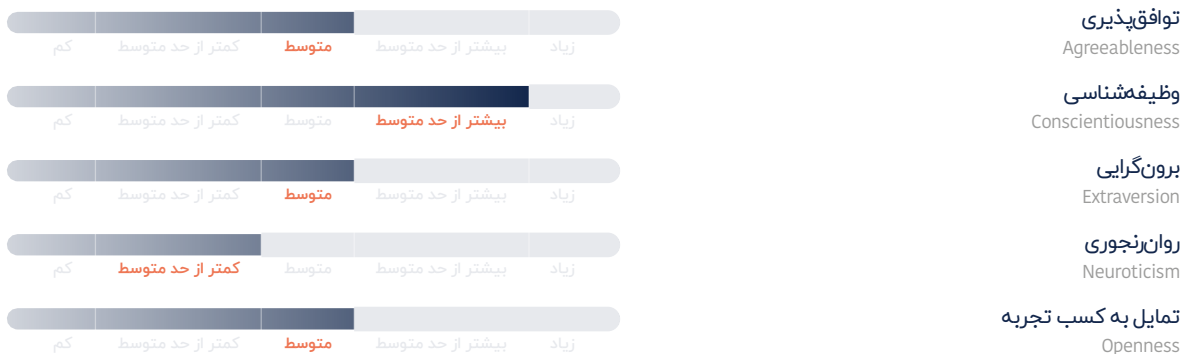 توافق‌پذیری
Agreeableness
زیاد بیشتر از حد متوسط متوسط کمتر از حد متوسط کم
وظیفه‌شناسی
Conscientiousness
زیاد بیشتر از حد متوسط متوسط کمتر از حد متوسط کم
برون‌گرایی
Extraversion
زیاد بیشتر از حد متوسط متوسط کمتر از حد متوسط کم
روان‌رنجوری
Neuroticism
زیاد بیشتر از حد متوسط متوسط کمتر از حد متوسط کم
تمایل به کسب تجربه
Openness
زیاد بیشتر از حد متوسط متوسط کمتر از حد متوسط کم